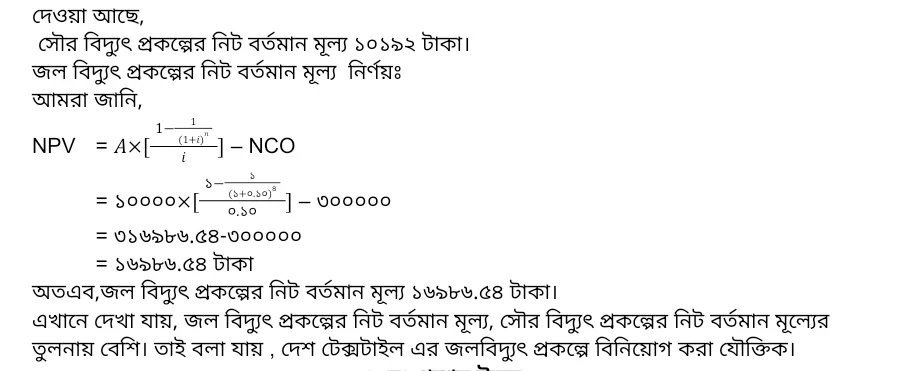 দেওয়া আছে,
সৌর বিদ্যুৎ প্রকল্পের নিট বর্তমান মূল্য ১০১৯২ টাকা।
জল বিদ্যুৎ প্রকল্পের নিট বর্তমান মূল্য নির্ণয়ঃ
আমরা জানি,
NPV = A×[(1−1/(1+i)^n)/i] − NCO
= ১০০০০×[(১−১/(১+০.১০)^৪)/০.১০] − ৩০০০০০
= ৩১৬৯৮৬.৫৪-৩০০০০০
= ১৬৯৮৬.৫৪ টাকা
অতএব,জল বিদ্যুৎ প্রকল্পের নিট বর্তমান মূল্য ১৬৯৮৬.৫৪ টাকা।
এখানে দেখা যায়, জল বিদ্যুৎ প্রকল্পের নিট বর্তমান মূল্য, সৌর বিদ্যুৎ প্রকল্পের নিট বর্তমান মূল্যের
তুলনায় বেশি। তাই বলা যায় , দেশ টেক্সটাইল এর জলবিদ্যুৎ প্রকল্পে বিনিয়োগ করা যৌক্তিক।